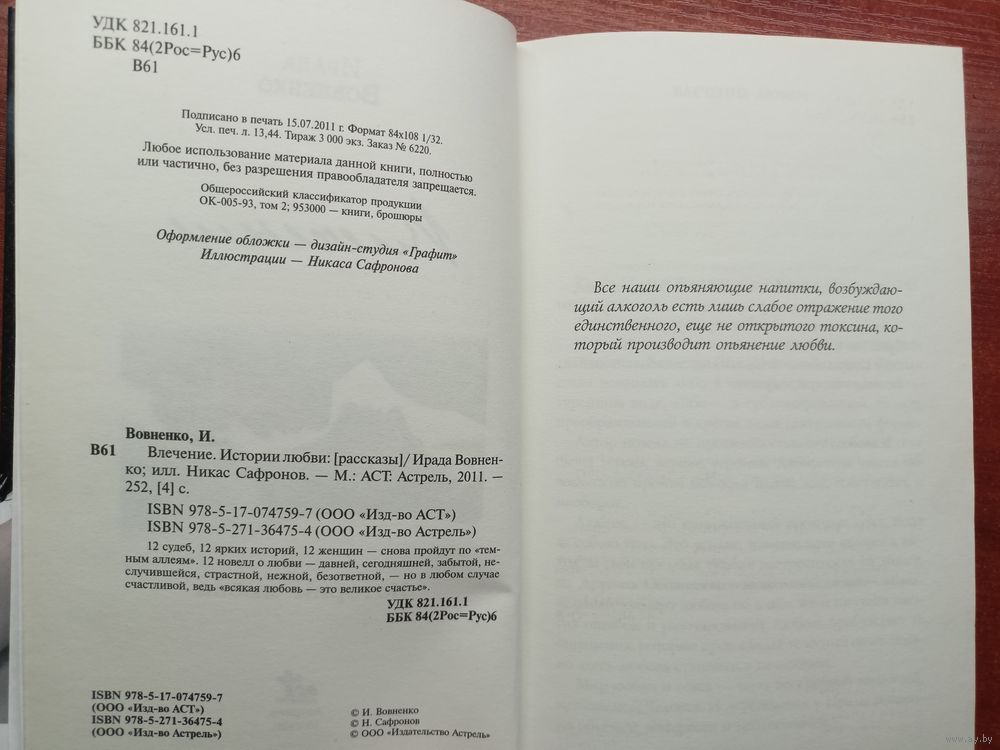 УДК 821.161.1
ББК 84(2Рос=Рус)6
В61
Подписано в печать 15.07.2011 г. Формат 84х108 1/32.
Усл. печ. л. 13,44. Тираж 3 000 экз. Заказ № 6220.
Любое использование материала данной книги, полностью
или частично, без разрешения правообладателя запрещается.
Общероссийский классификатор продукции
ОК-005-93, том 2; 953000 — книги, брошюры
Оформление обложки — дизайн-студия «Графит»
Иллюстрации — Никаса Сафронова
Вовненко, И.
В61 Влечение. Истории любви: [рассказы]/ Ирада Вовнен-
ко; илл. Никас Сафронов. — М.: АСТ: Астрель, 2011. —
252, [4] с.
ISBN 978-5-17-074759-7 (ООО «Изд-во АСТ»)
ISBN 978-5-271-36475-4 (ООО «Изд-во Астрель»)
12 судеб, 12 ярких историй, 12 женщин — снова пройдут по «тем-
ным аллеям». 12 новелл о любви — давней, сегодняшней, забытой, не-
случившейся, страстной, нежной, безответной, — но в любом случае
счастливой, ведь «всякая любовь — это великое счастье».
УДК 821.161.1
ББК 84(2Рос=Рус)6
ISBN 978-5-17-074759-7
(ООО «Изд-во АСТ»)
ISBN 978-5-271-36475-4
(ООО «Изд-во Астрель»)
© И. Вовненко
© Н. Сафронов
© ООО «Издательство Астрель»
Все наши опьяняющие напитки, возбуждаю-
щий алкоголь есть лишь слабое отражение того
единственного, еще не открытого токсина, ко-
торый производит опьянение любви.
www.ay.by